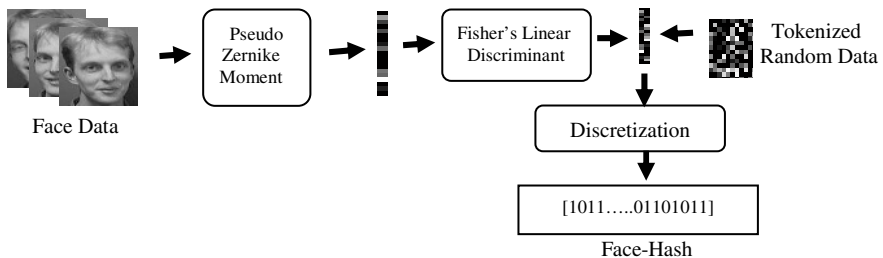 Pseudo
Zernike
Moment
Fisher's Linear
Discriminant
Tokenized
Random Data
Face Data
Discretization
[1011…..01101011]
Face-Hash